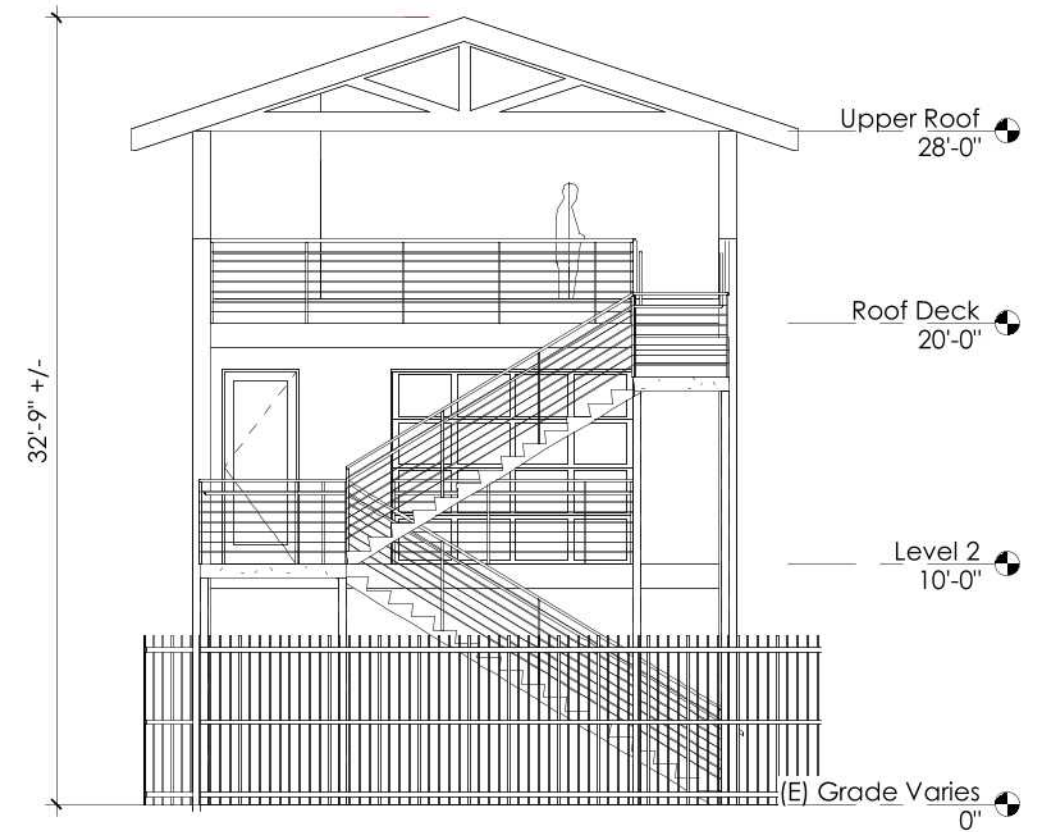 Upper Roof
28'-0"
Roof Deck
20'-0"
32'-9" +/-
Level 2
10'-0"
(E) Grade Varies
0"